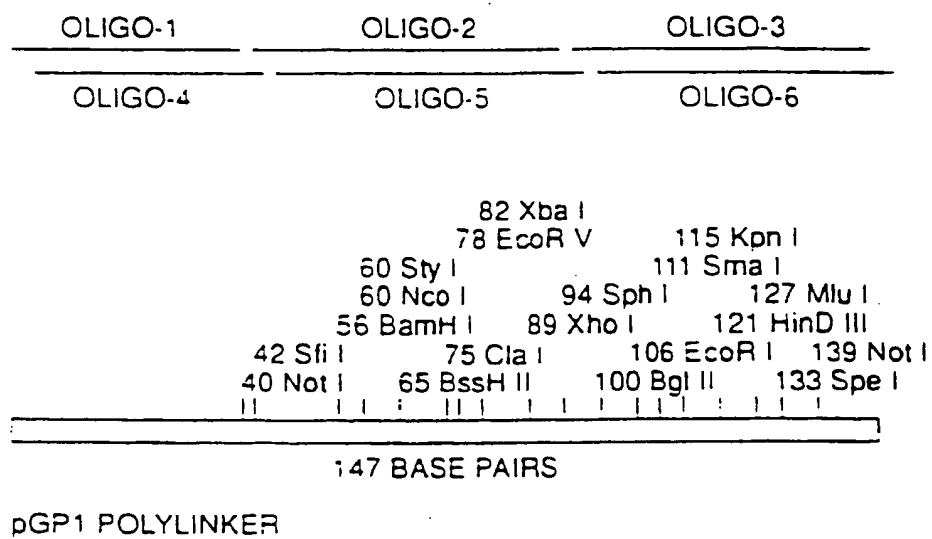 OLIGO-1 OLIGO-2 OLIGO-3
OLIGO-4 OLIGO-5 OLIGO-6
82 Xba I
78 EcoR V 115 Kpn I
60 Sty I 111 Sma I
60 Nco I 94 Sph I 127 Mlu I
56 BamH I 89 Xho I 121 HinD III
42 Sfi I 75 Cla I 106 EcoR I 139 Not I
40 Not I 65 BssH II 100 Bgl II 133 Spe I
147 BASE PAIRS
pGP1 POLYLINKER